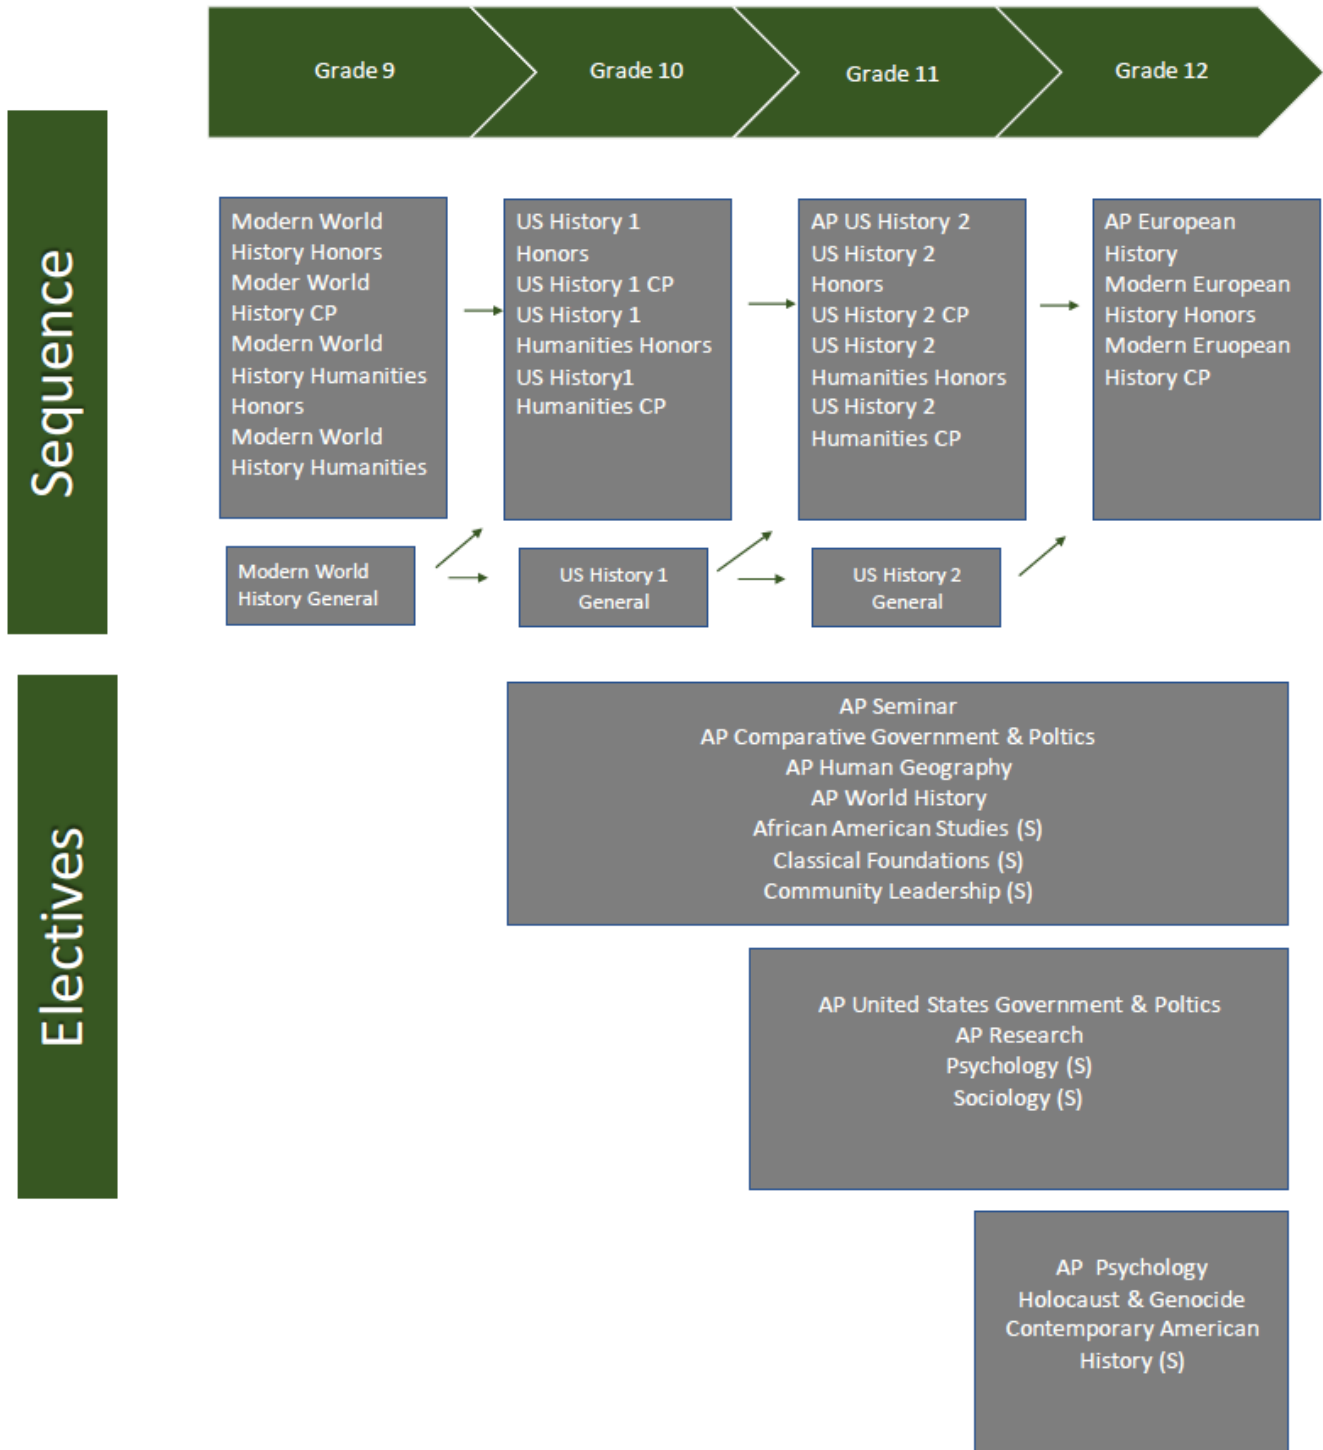 Grade 9
Grade 10
Grade 11
Grade 12
Sequence
Modern World
History Honors
Moder World
History CP
Modern World
History Humanities
Honors
Modern World
History Humanities
US History 1
Honors
US History 1 CP
US History 1
Humanities Honors
US History1
Humanities CP
AP US History 2
US History 2
Honors
US History 2 CP
US History 2
Humanities Honors
US History 2
Humanities CP
AP European
History
Modern European
History Honors
Modern Eruopean
History CP
Modern World
History General
US History 1
General
US History 2
General
Electives
AP Seminar
AP Comparative Government & Poltics
AP Human Geography
AP World History
African American Studies (S)
Classical Foundations (S)
Community Leadership (S)
AP United States Government & Poltics
AP Research
Psychology (S)
Sociology (S)
AP  Psychology
Holocaust & Genocide
Contemporary American
History (S)